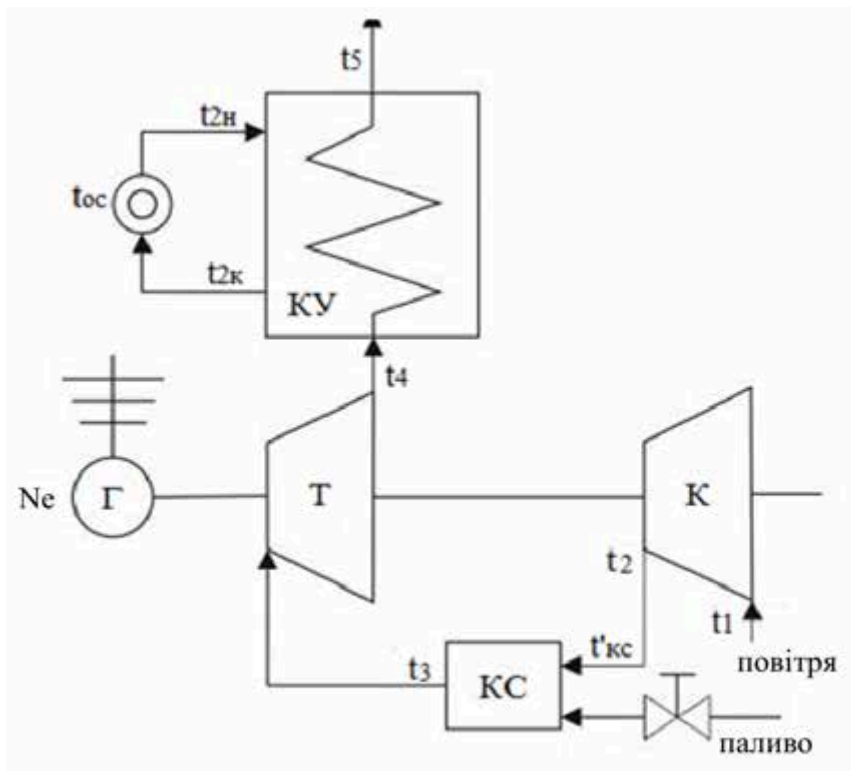 t5
t2н
tос
t2к
КУ
t4
Ne
Г
Т
К
t2
t1
t'кс
повітря
t3
КС
паливо